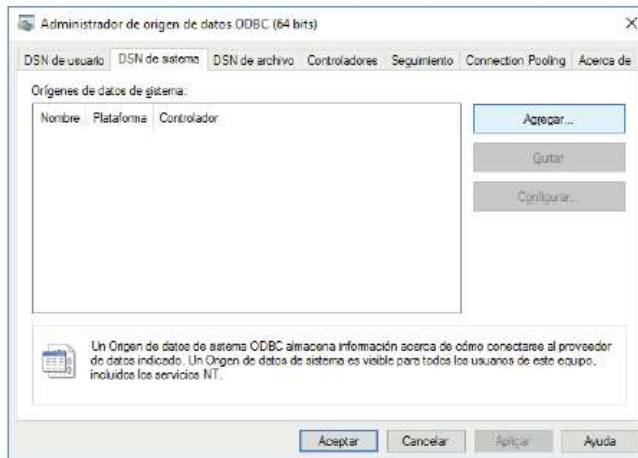 Administrador de origen de datos ODBC (64 bits)
DSN de usuario DSN de sistema DSN de archivo Controladores Seguimiento Connection Pooling Acerca de
Orígenes de datos de sistema:
Nombre Plataforma Controlador
Agregar...
Quitar
Configurar...
Un Origen de datos de sistema ODBC almacena información acerca de cómo conectarse al proveedor
de datos indicado. Un Origen de datos de sistema es visible para todos los usuarios de este equipo,
incluidos los servicios NT.
Aceptar Cancelar Aplicar Ayuda